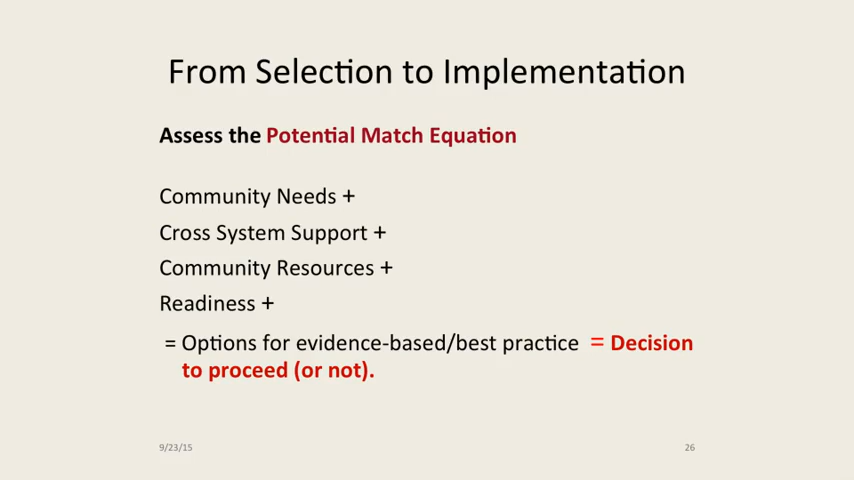 From Selection to Implementation
Assess the Potential Match Equation
Community Needs +
Cross System Support +
Community Resources +
Readiness +
= Options for evidence-based/best practice = Decision
to proceed (or not).
9/23/15
26